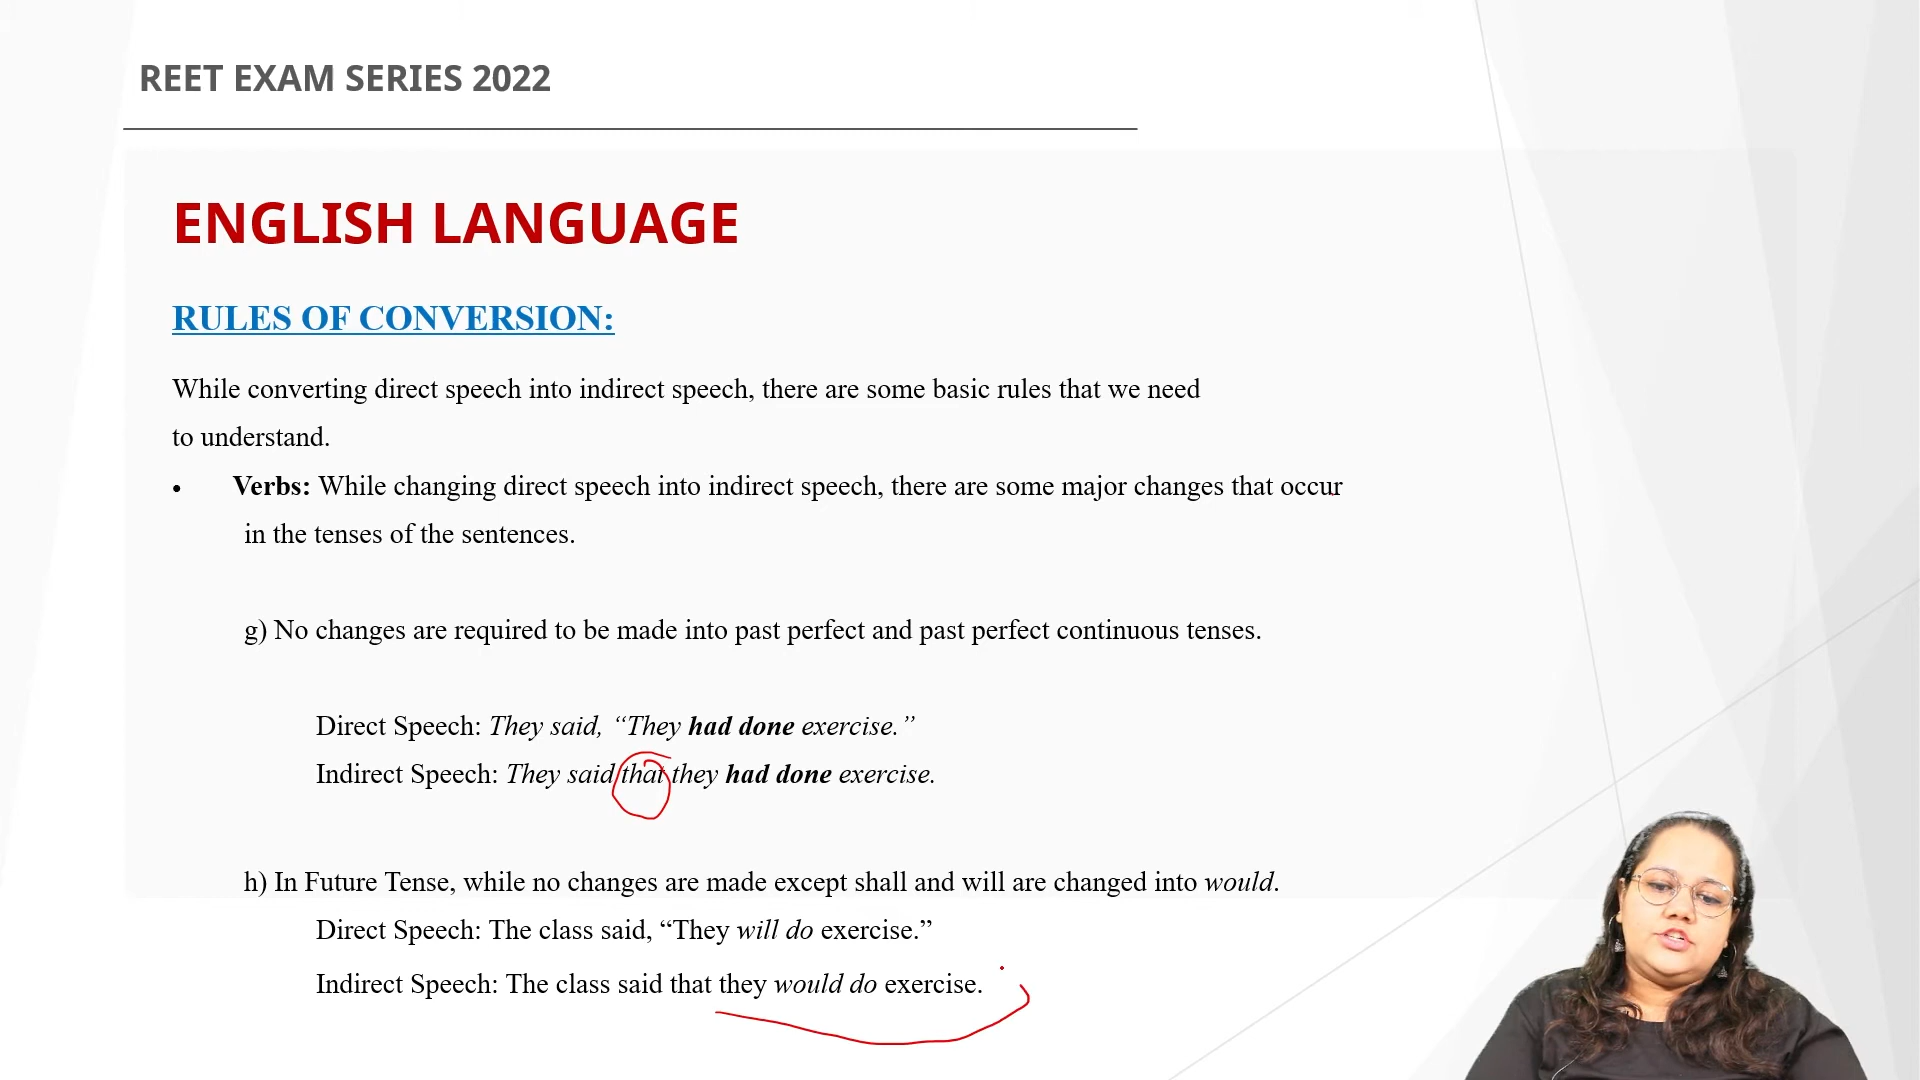 REET EXAM SERIES 2022
ENGLISH LANGUAGE
RULES OF CONVERSION:
While converting direct speech into indirect speech, there are some basic rules that we need
to understand.
• Verbs: While changing direct speech into indirect speech, there are some major changes that occur
in the tenses of the sentences.
g) No changes are required to be made into past perfect and past perfect continuous tenses.
Direct Speech: They said, “They had done exercise.”
Indirect Speech: They said that they had done exercise.
h) In Future Tense, while no changes are made except shall and will are changed into would.
Direct Speech: The class said, “They will do exercise.”
Indirect Speech: The class said that they would do exercise.